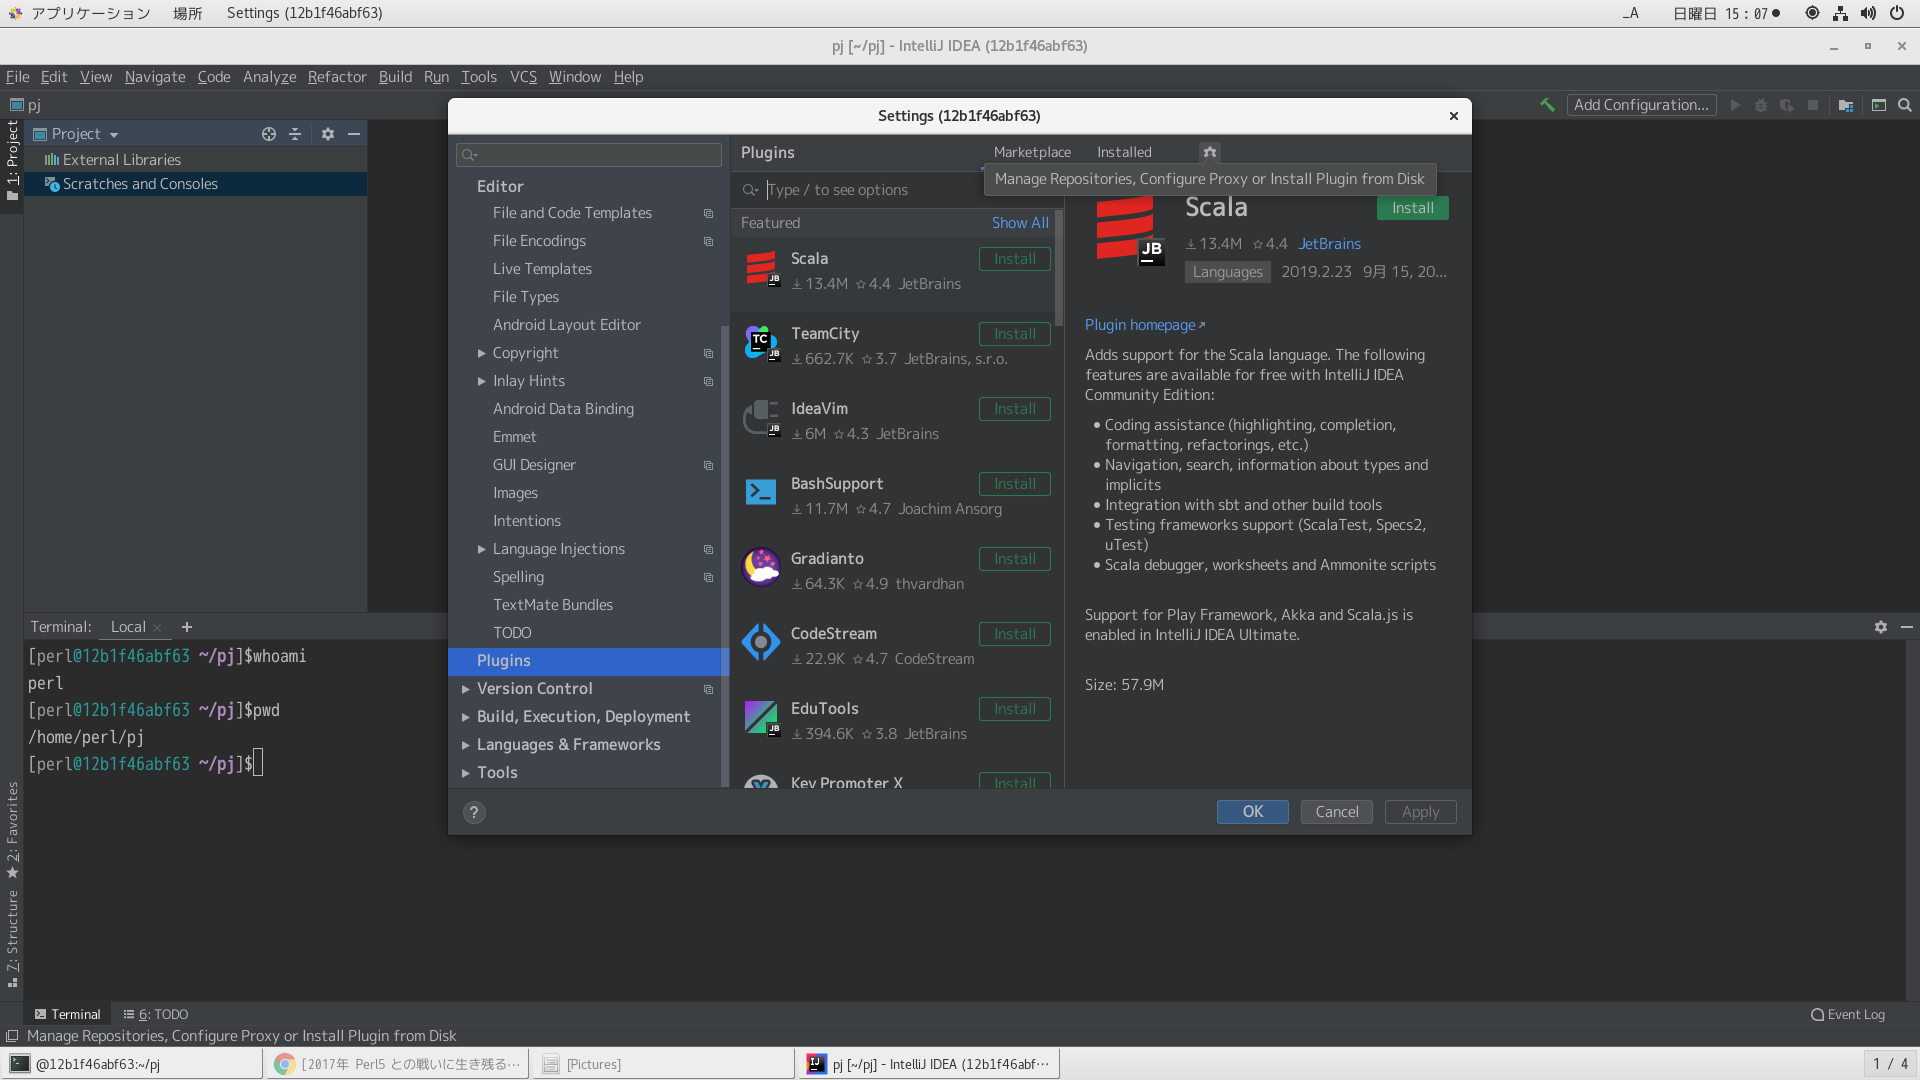 アプリケーション 場所 Settings (12b1f46abf63) _A 日曜日 15：07●
pj [~/pj] - IntelliJ IDEA (12b1f46abf63)
File Edit View Navigate Code Analyze Refactor Build Run Tools VCS Window Help
pj Add Configuration...
1: Project
Project
External Libraries
Scratches and Consoles
Settings (12b1f46abf63)
Editor
File and Code Templates
File Encodings
Live Templates
File Types
Android Layout Editor
Copyright
Inlay Hints
Android Data Binding
Emmet
GUI Designer
Images
Intentions
Language Injections
Spelling
TextMate Bundles
TODO
Plugins
Version Control
Build, Execution, Deployment
Languages & Frameworks
Tools
Plugins Marketplace Installed
Manage Repositories, Configure Proxy or Install Plugin from Disk
Type / to see options
Featured Show All
Scala Install
13.4M 4.4 JetBrains
TeamCity Install
662.7K 3.7 JetBrains, s.r.o.
IdeaVim Install
6M 4.3 JetBrains
BashSupport Install
11.7M 4.7 Joachim Ansorg
Gradianto Install
64.3K 4.9 thvardhan
CodeStream Install
22.9K 4.7 CodeStream
EduTools Install
394.6K 3.8 JetBrains
Key Promoter X Install
Scala Install
13.4M 4.4 JetBrains
Languages 2019.2.23 9月 15, 20...
Plugin homepage
Adds support for the Scala language. The following
features are available for free with IntelliJ IDEA
Community Edition:
• Coding assistance (highlighting, completion,
formatting, refactorings, etc.)
• Navigation, search, information about types and
implicits
• Integration with sbt and other build tools
• Testing frameworks support (ScalaTest, Specs2,
uTest)
• Scala debugger, worksheets and Ammonite scripts
Support for Play Framework, Akka and Scala.js is
enabled in IntelliJ IDEA Ultimate.
Size: 57.9M
? OK Cancel Apply
Terminal: Local × +
[perl@12b1f46abf63 ~/pj]$whoami
perl
[perl@12b1f46abf63 ~/pj]$pwd
/home/perl/pj
[perl@12b1f46abf63 ~/pj]$
2: Favorites
7: Structure
Terminal 6: TODO Event Log
Manage Repositories, Configure Proxy or Install Plugin from Disk
@12b1f46abf63:~/pj [2017年 Perl5 との戦いに生き残る… [Pictures] pj [~/pj] - IntelliJ IDEA (12b1f46abf… 1 / 4